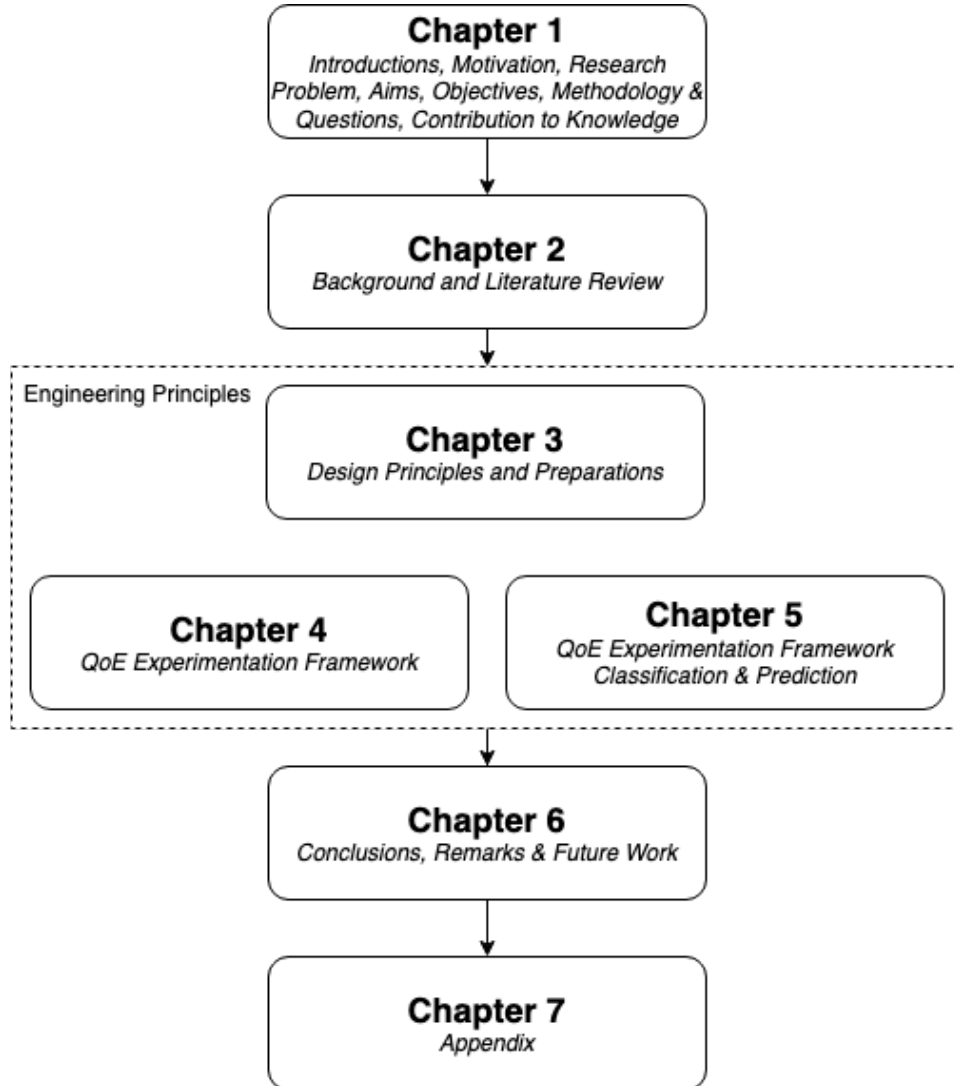 Chapter 1
Introductions, Motivation, Research
Problem, Aims, Objectives, Methodology &
Questions, Contribution to Knowledge
Chapter 2
Background and Literature Review
Engineering Principles
Chapter 3
Design Principles and Preparations
Chapter 4
QoE Experimentation Framework
Chapter 5
QoE Experimentation Framework
Classification & Prediction
Chapter 6
Conclusions, Remarks & Future Work
Chapter 7
Appendix